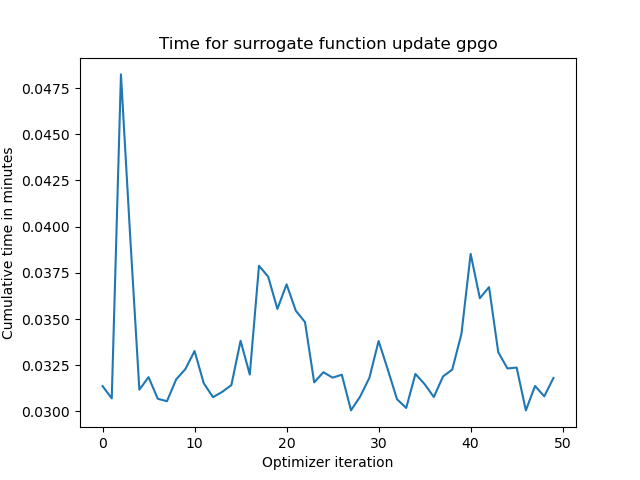 Time for surrogate function update gpgo
0.0475
0.0450
0.0425
0.0400
0.0375
0.0350
0.0325
0.0300
Cumulative time in minutes
0 10 20 30 40 50
Optimizer iteration